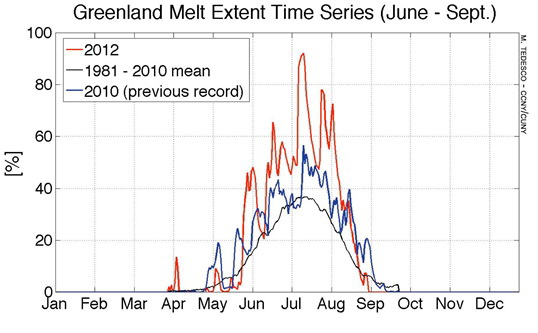 Greenland Melt Extent Time Series (June - Sept.)
100
80
60
40
20
0
[%]
2012
1981 - 2010 mean
2010 (previous record)
M. TEDESCO - CCNY/CUNY
Jan Feb Mar Apr May Jun Jul Aug Sep Oct Nov Dec